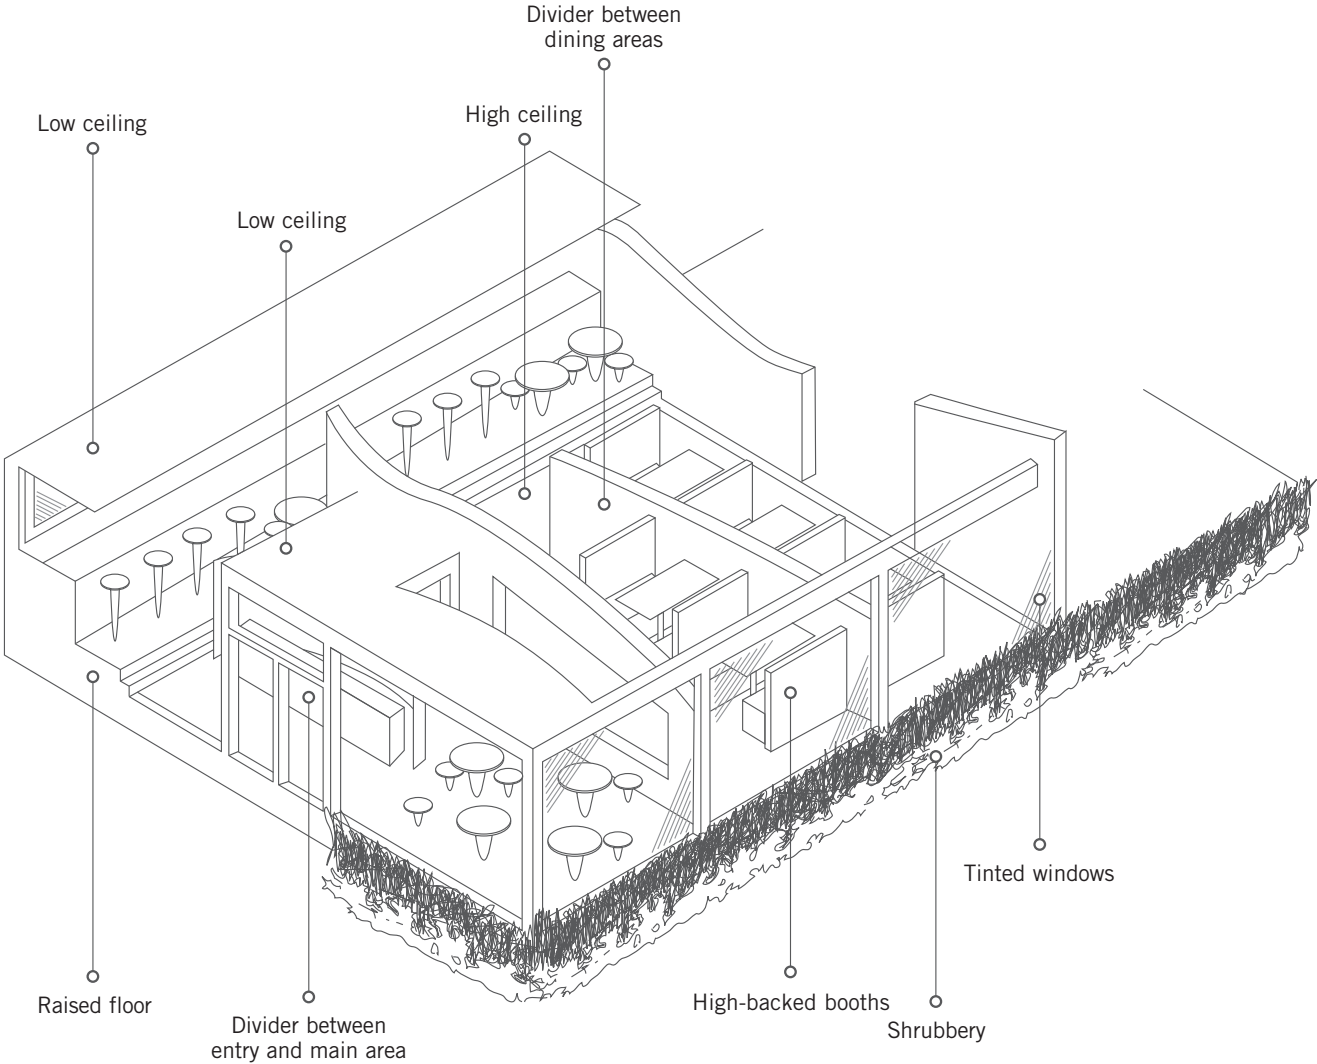 Divider between
dining areas
High ceiling
Low ceiling
Low ceiling
Tinted windows
High-backed booths
Raised floor
Shrubbery
Divider between
entry and main area